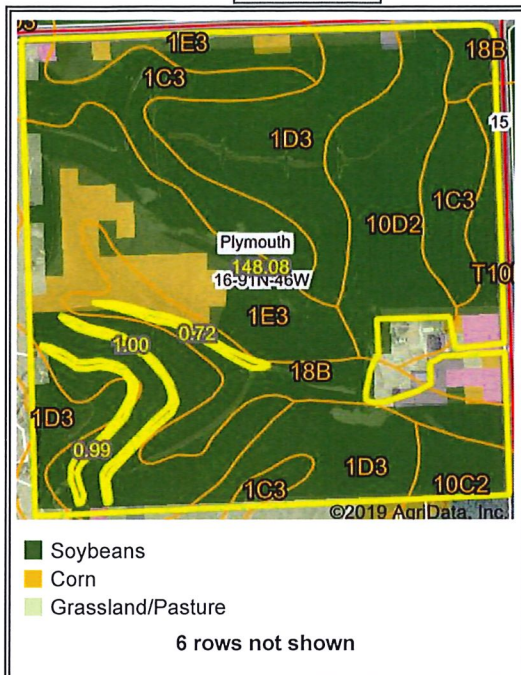 1E3
18B
1C3
15
1D3
1C3
10D2
Plymouth
148.08
16-91N-46W
1E3
0.72
1.00
18B
1D3
0.99
1D3
1C3
10C2
©2019 AgriData, Inc.
Soybeans
Corn
Grassland/Pasture
6 rows not shown